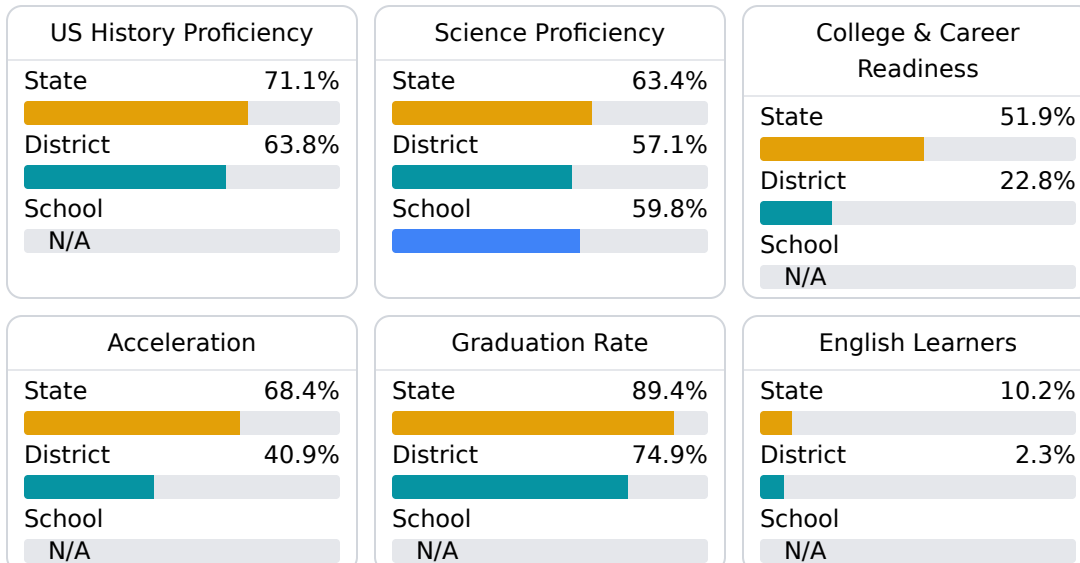 US History Proficiency
State 71.1%
District 63.8%
School
N/A
Science Proficiency
State 63.4%
District 57.1%
School 59.8%
College & Career
Readiness
State 51.9%
District 22.8%
School
N/A
Acceleration
State 68.4%
District 40.9%
School
N/A
Graduation Rate
State 89.4%
District 74.9%
School
N/A
English Learners
State 10.2%
District 2.3%
School
N/A